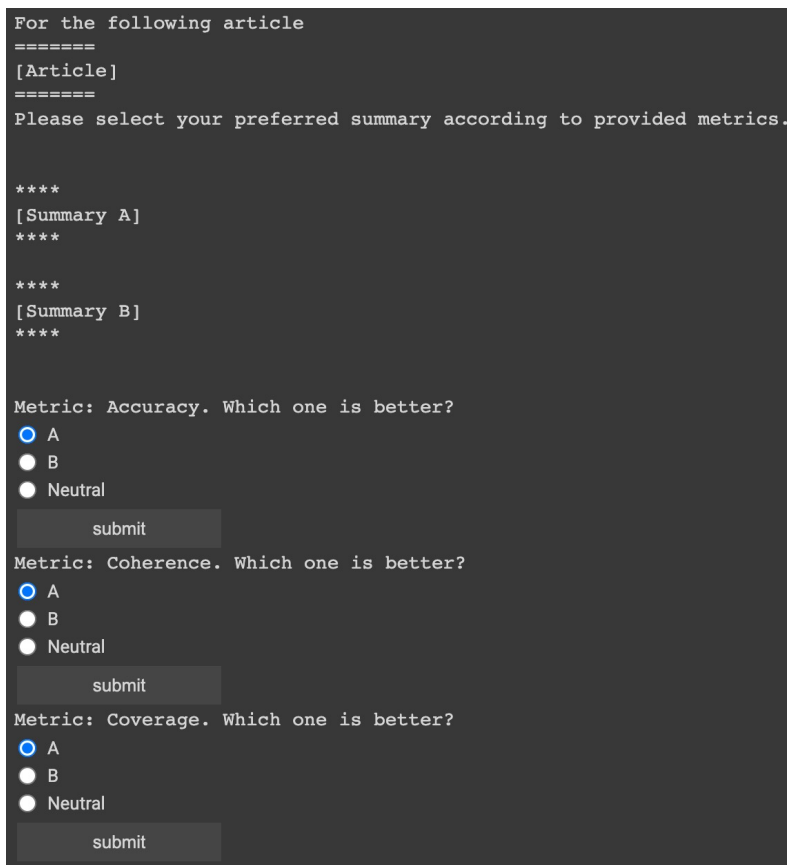 For the following article
=======
[Article]
=======
Please select your preferred summary according to provided metrics.
****
[Summary A]
****
****
[Summary B]
****
Metric: Accuracy. Which one is better?
A
B
Neutral
submit
Metric: Coherence. Which one is better?
A
B
Neutral
submit
Metric: Coverage. Which one is better?
A
B
Neutral
submit